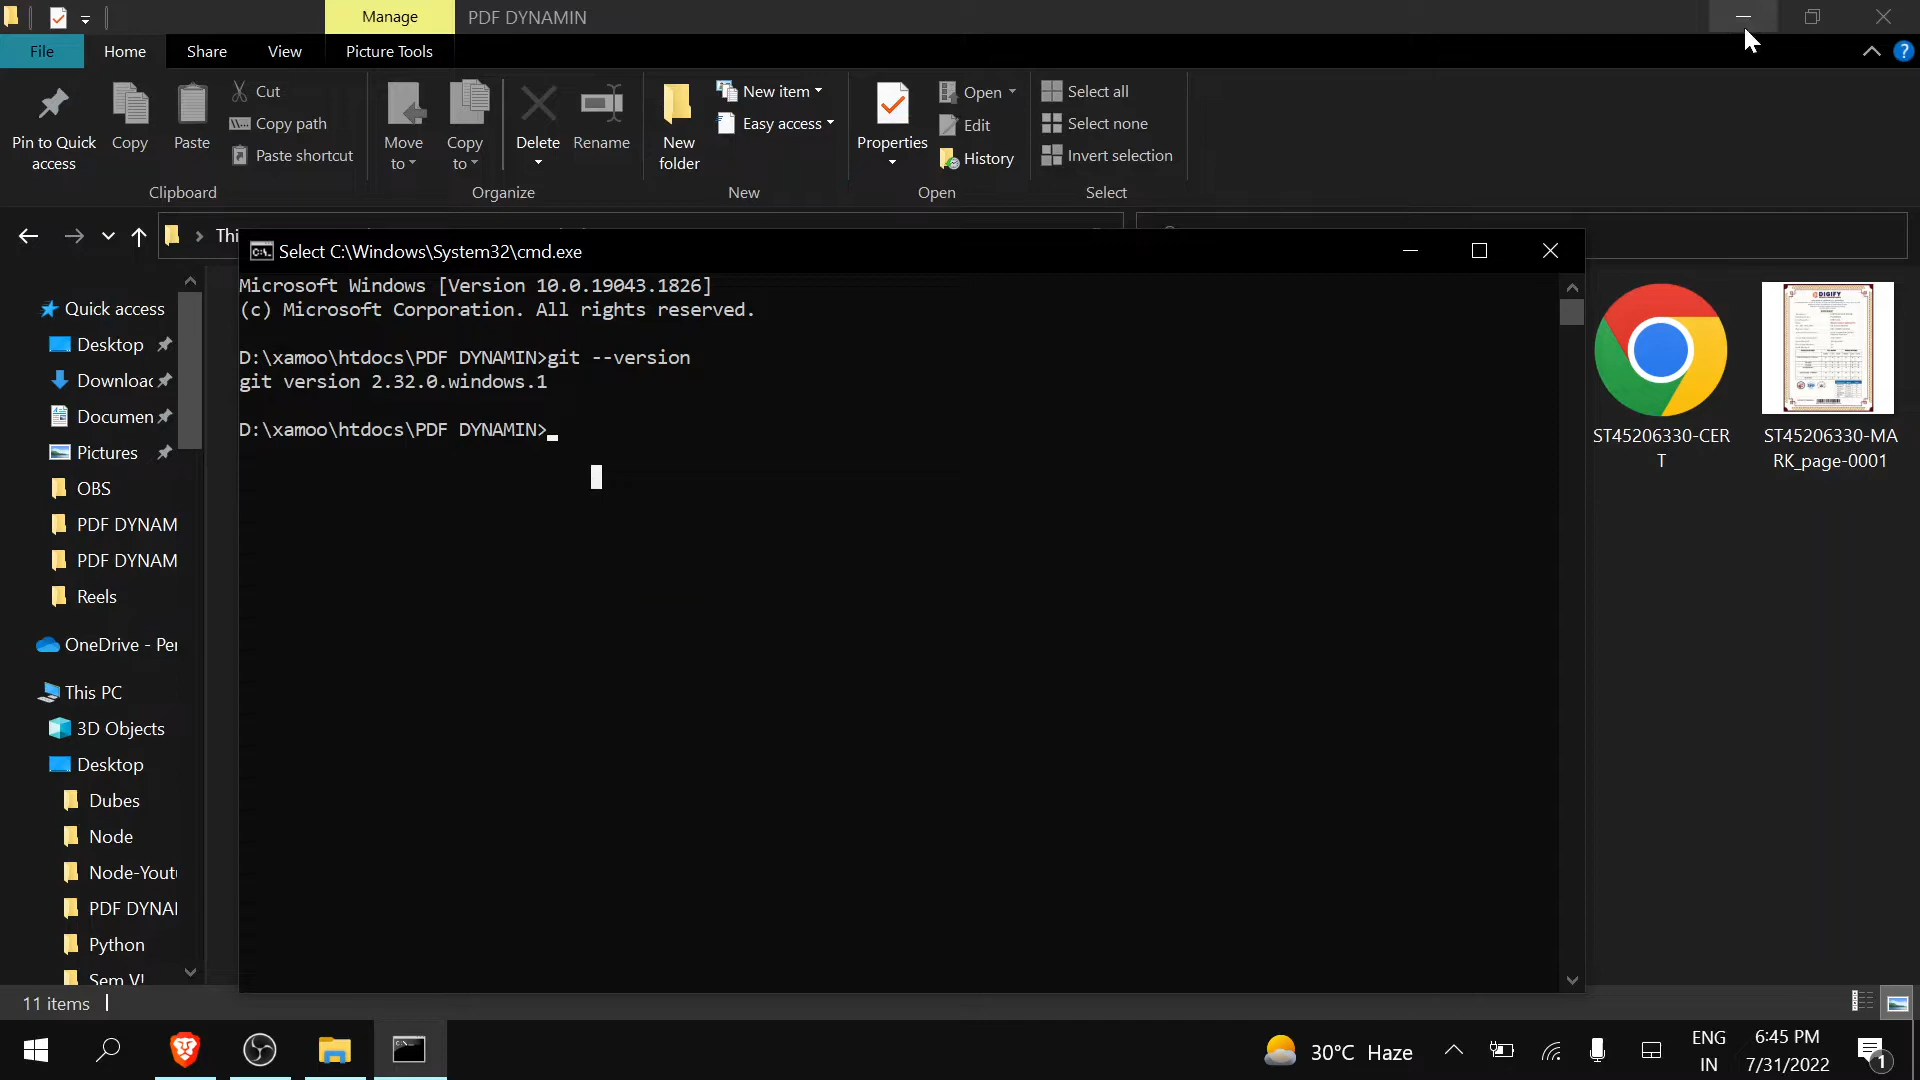 Manage
PDF DYNAMIN
File
Home
Share
View
Picture Tools
Pin to Quick
access
Copy
Paste
Cut
Copy path
Paste shortcut
Clipboard
Move
to
Copy
to
Delete
Rename
Organize
New
folder
New item
Easy access
New
Properties
Open
Edit
History
Open
Select all
Select none
Invert selection
Select
Thi
Select C:\Windows\System32\cmd.exe
Microsoft Windows [Version 10.0.19043.1826]
(c) Microsoft Corporation. All rights reserved.
D:\xamoo\htdocs\PDF DYNAMIN>git --version
git version 2.32.0.windows.1
D:\xamoo\htdocs\PDF DYNAMIN>
Quick access
Desktop
Downloac
Documen
Pictures
OBS
PDF DYNAM
PDF DYNAM
Reels
OneDrive - Per
This PC
3D Objects
Desktop
Dubes
Node
Node-Yout
PDF DYNAI
Python
Sem V!
DIGIFY
ST45206330-CER
T
ST45206330-MA
RK_page-0001
11 items
30°C Haze
ENG
IN
6:45 PM
7/31/2022
1